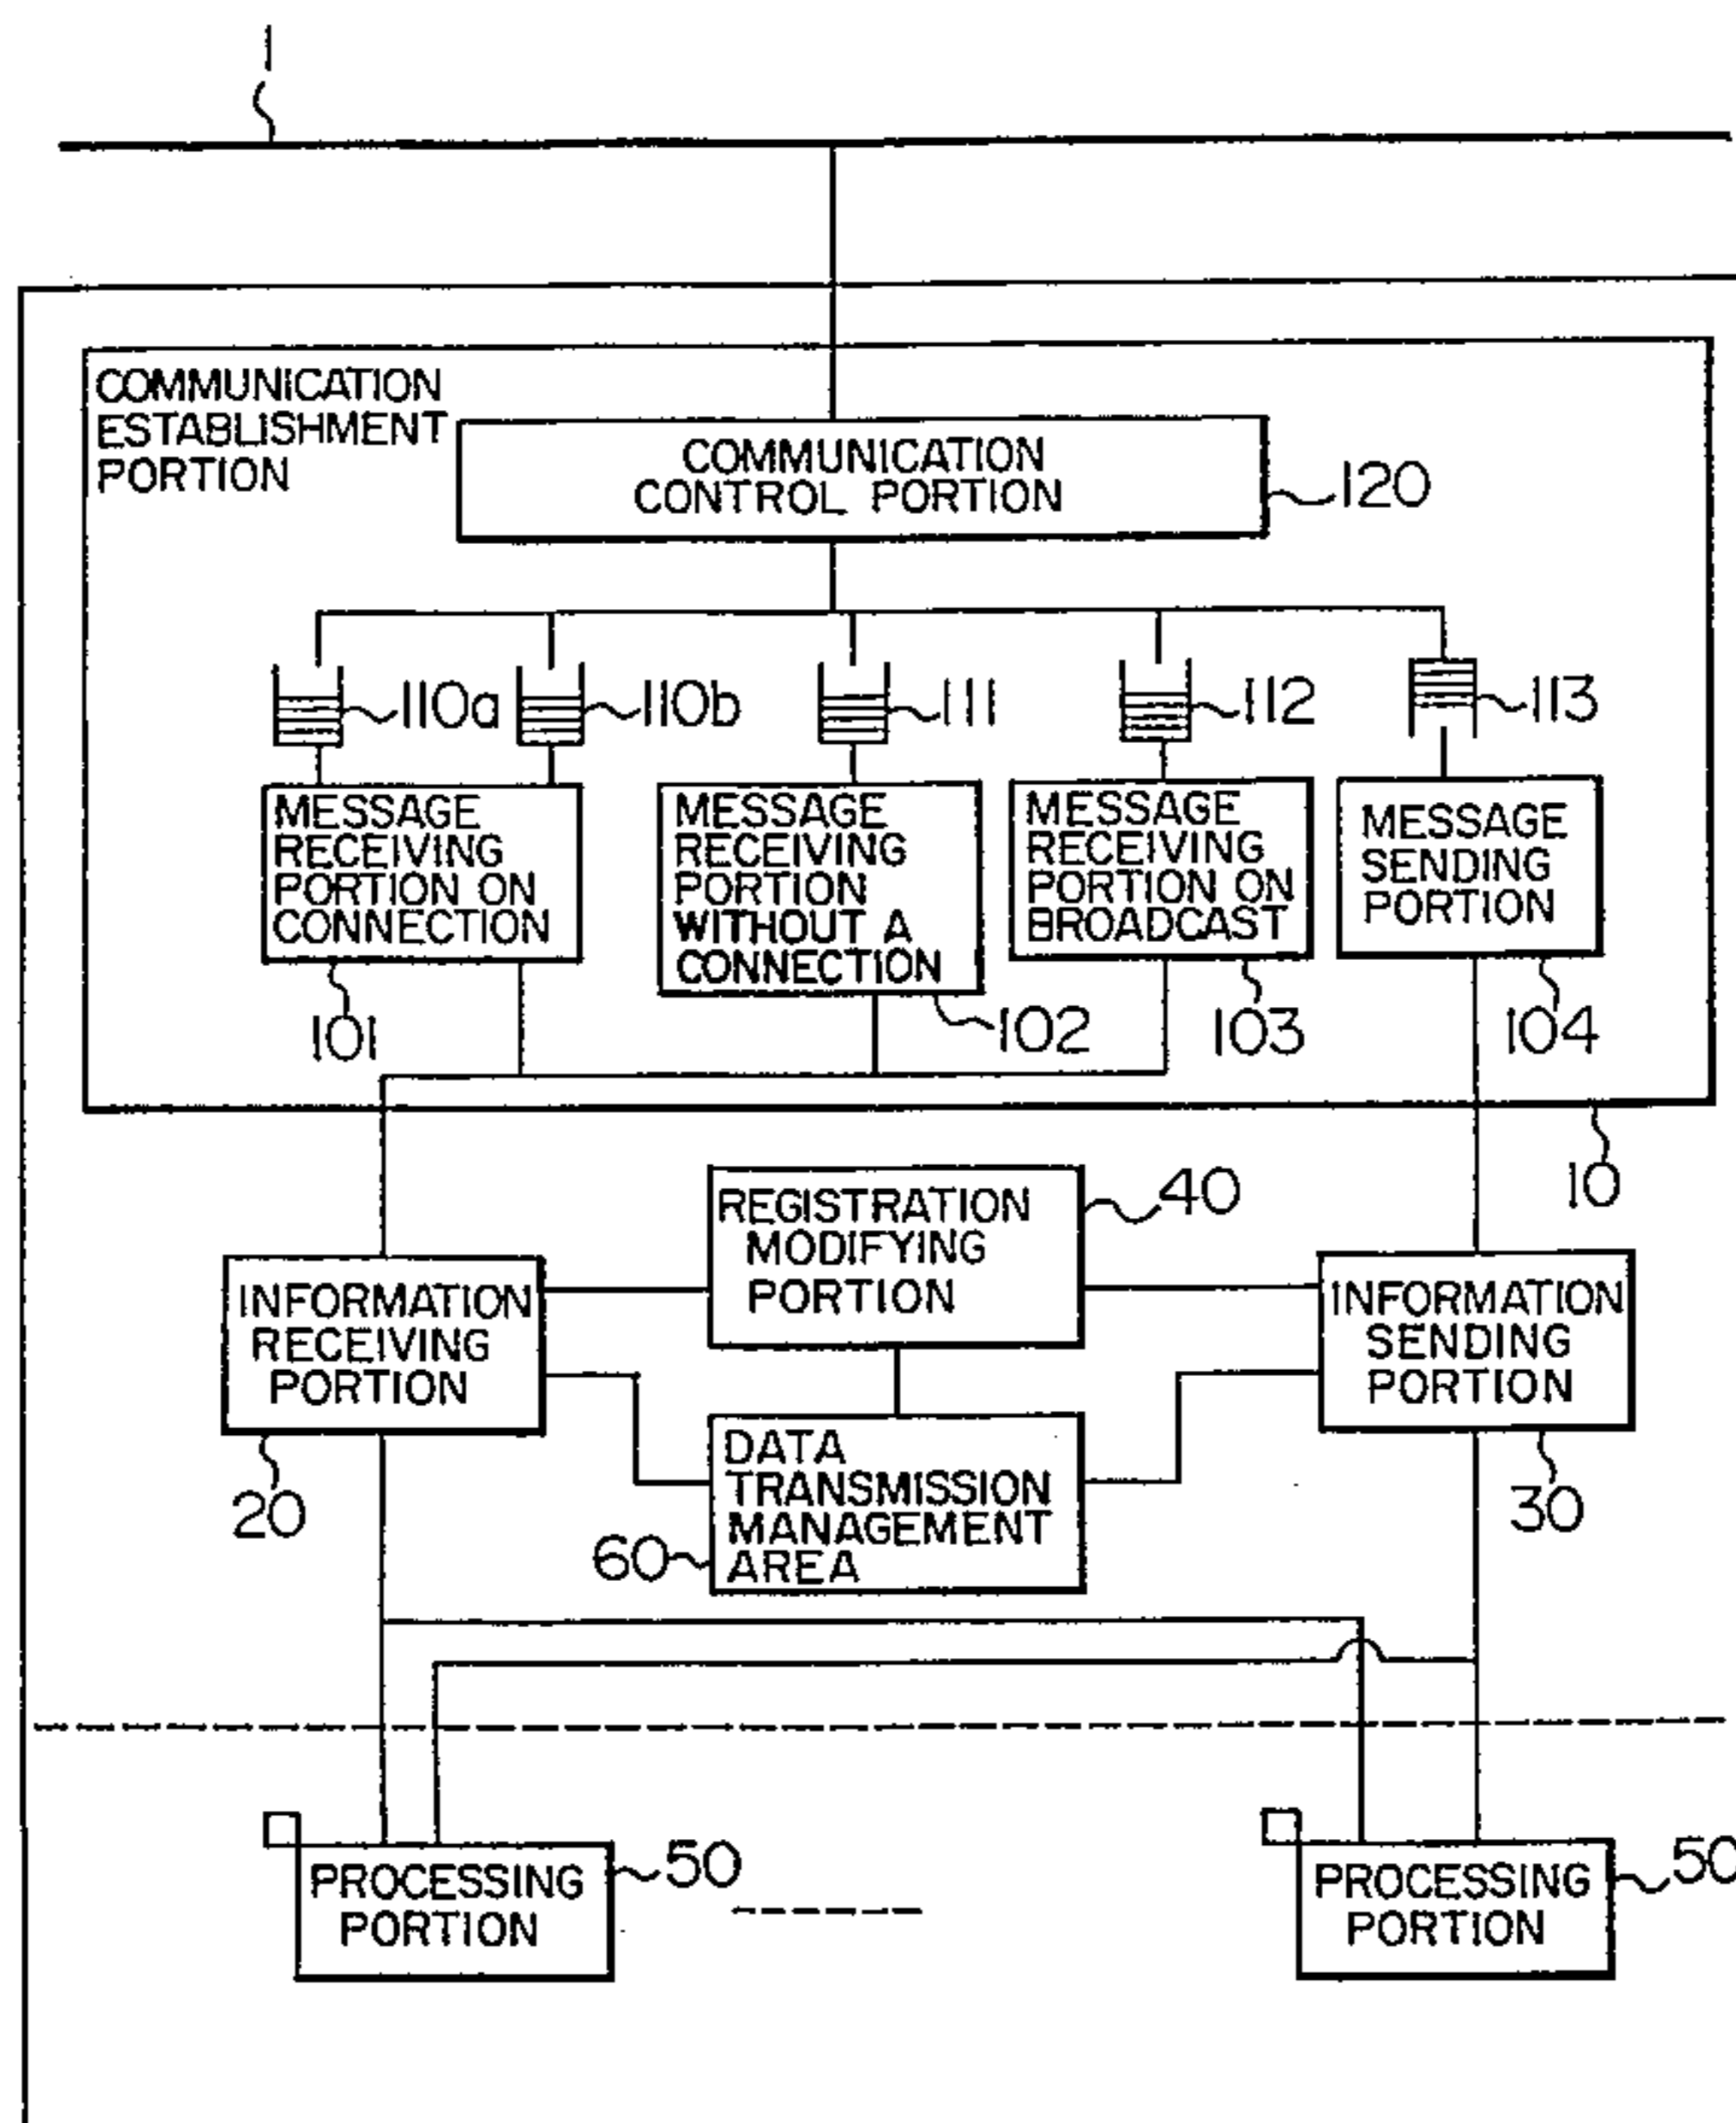 1
COMMUNICATION
ESTABLISHMENT
PORTION
COMMUNICATION
CONTROL PORTION
120
110a
110b
111
112
113
MESSAGE
RECEIVING
PORTION ON
CONNECTION
MESSAGE
RECEIVING
PORTION
WITHOUT A
CONNECTION
MESSAGE
RECEIVING
PORTION ON
BROADCAST
MESSAGE
SENDING
PORTION
101
102
103
104
10
REGISTRATION
MODIFYING
PORTION
40
INFORMATION
RECEIVING
PORTION
INFORMATION
SENDING
PORTION
20
DATA
TRANSMISSION
MANAGEMENT
AREA
60
30
PROCESSING
PORTION
50
PROCESSING
PORTION
50